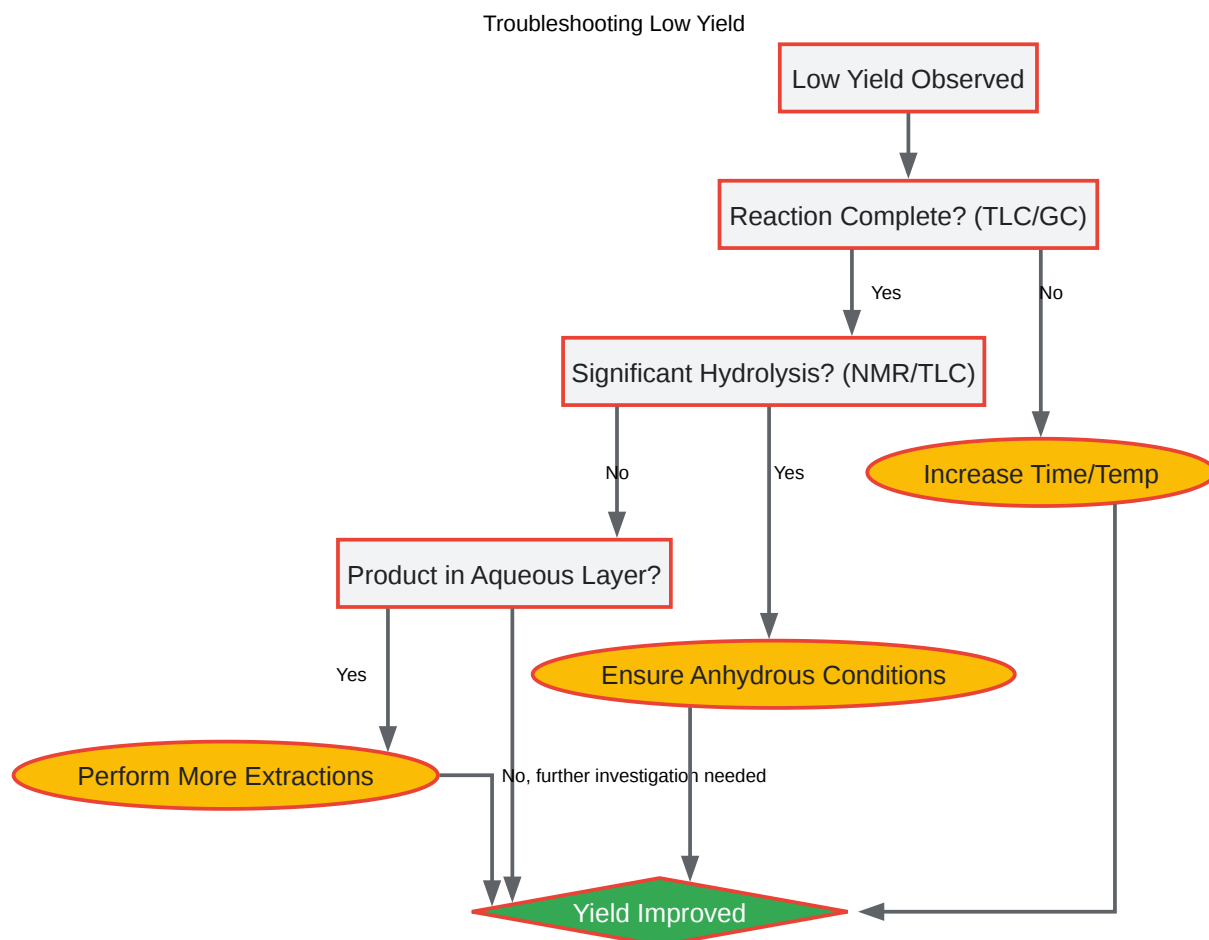 Troubleshooting Low Yield
Low Yield Observed
Reaction Complete? (TLC/GC)
Yes
No
Significant Hydrolysis? (NMR/TLC)
No
Yes
Increase Time/Temp
Product in Aqueous Layer?
Yes
Ensure Anhydrous Conditions
Perform More Extractions
No, further investigation needed
Yield Improved